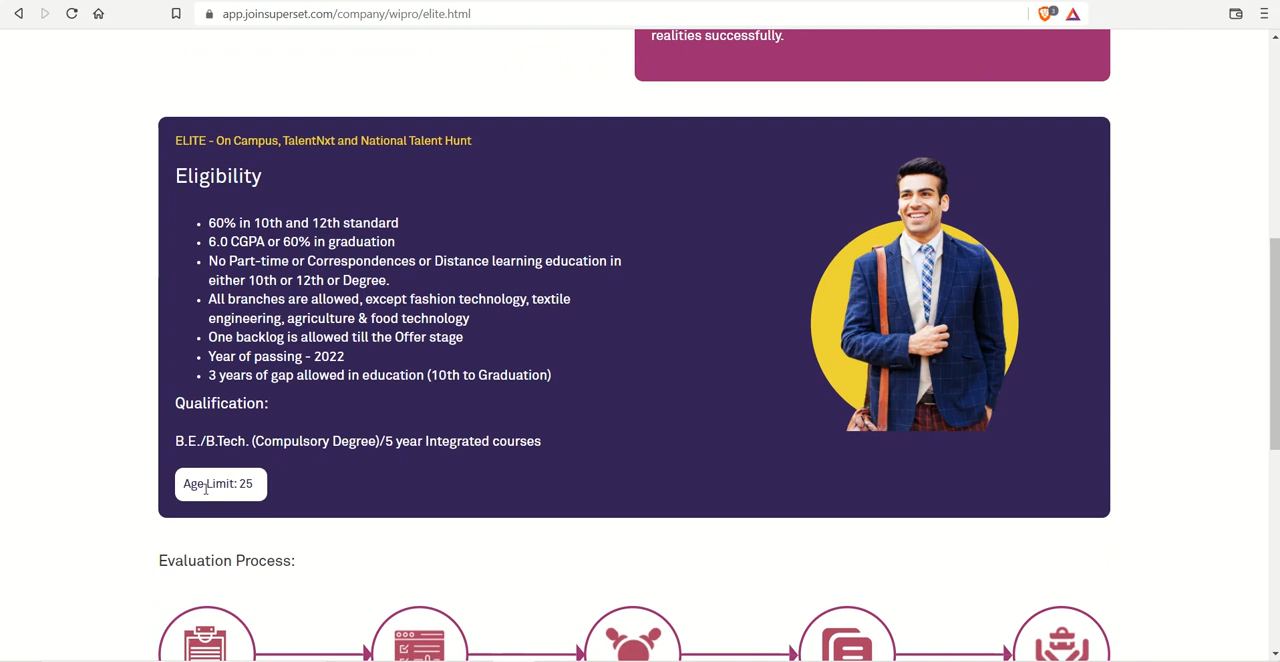 app.joinsuperset.com/company/wipro/elite.html
3
realities successfully.
ELITE - On Campus, TalentNxt and National Talent Hunt
Eligibility
• 60% in 10th and 12th standard
• 6.0 CGPA or 60% in graduation
• No Part-time or Correspondences or Distance learning education in
either 10th or 12th or Degree.
• All branches are allowed, except fashion technology, textile
engineering, agriculture & food technology
• One backlog is allowed till the Offer stage
• Year of passing - 2022
• 3 years of gap allowed in education (10th to Graduation)
Qualification:
B.E./B.Tech. (Compulsory Degree)/5 year Integrated courses
Age Limit: 25
Evaluation Process: